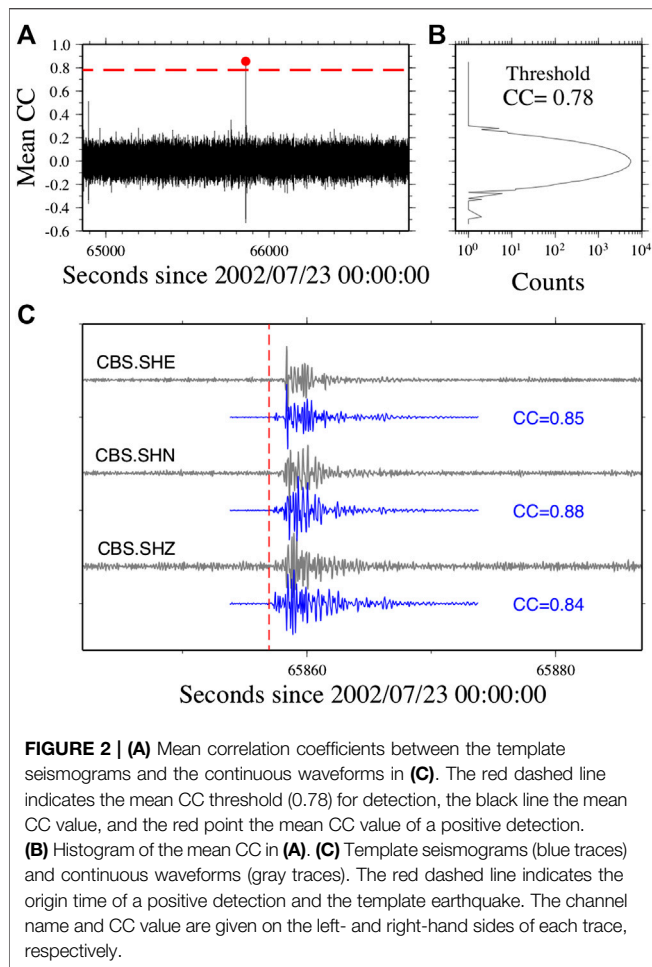 A
B
1.0
0.8
0.6
0.4
0.2
0.0
-0.2
-0.4
-0.6
Mean CC
65000
66000
Seconds since 2002/07/23 00:00:00
Threshold
CC= 0.78
10^0 10^1 10^2 10^3 10^4
Counts
C
CBS.SHE
CC=0.85
CBS.SHN
CC=0.88
CBS.SHZ
CC=0.84
65860
65880
Seconds since 2002/07/23 00:00:00
FIGURE 2 | (A) Mean correlation coefficients between the template
seismograms and the continuous waveforms in (C). The red dashed line
indicates the mean CC threshold (0.78) for detection, the black line the mean
CC value, and the red point the mean CC value of a positive detection.
(B) Histogram of the mean CC in (A). (C) Template seismograms (blue traces)
and continuous waveforms (gray traces). The red dashed line indicates the
origin time of a positive detection and the template earthquake. The channel
name and CC value are given on the left- and right-hand sides of each trace,
respectively.